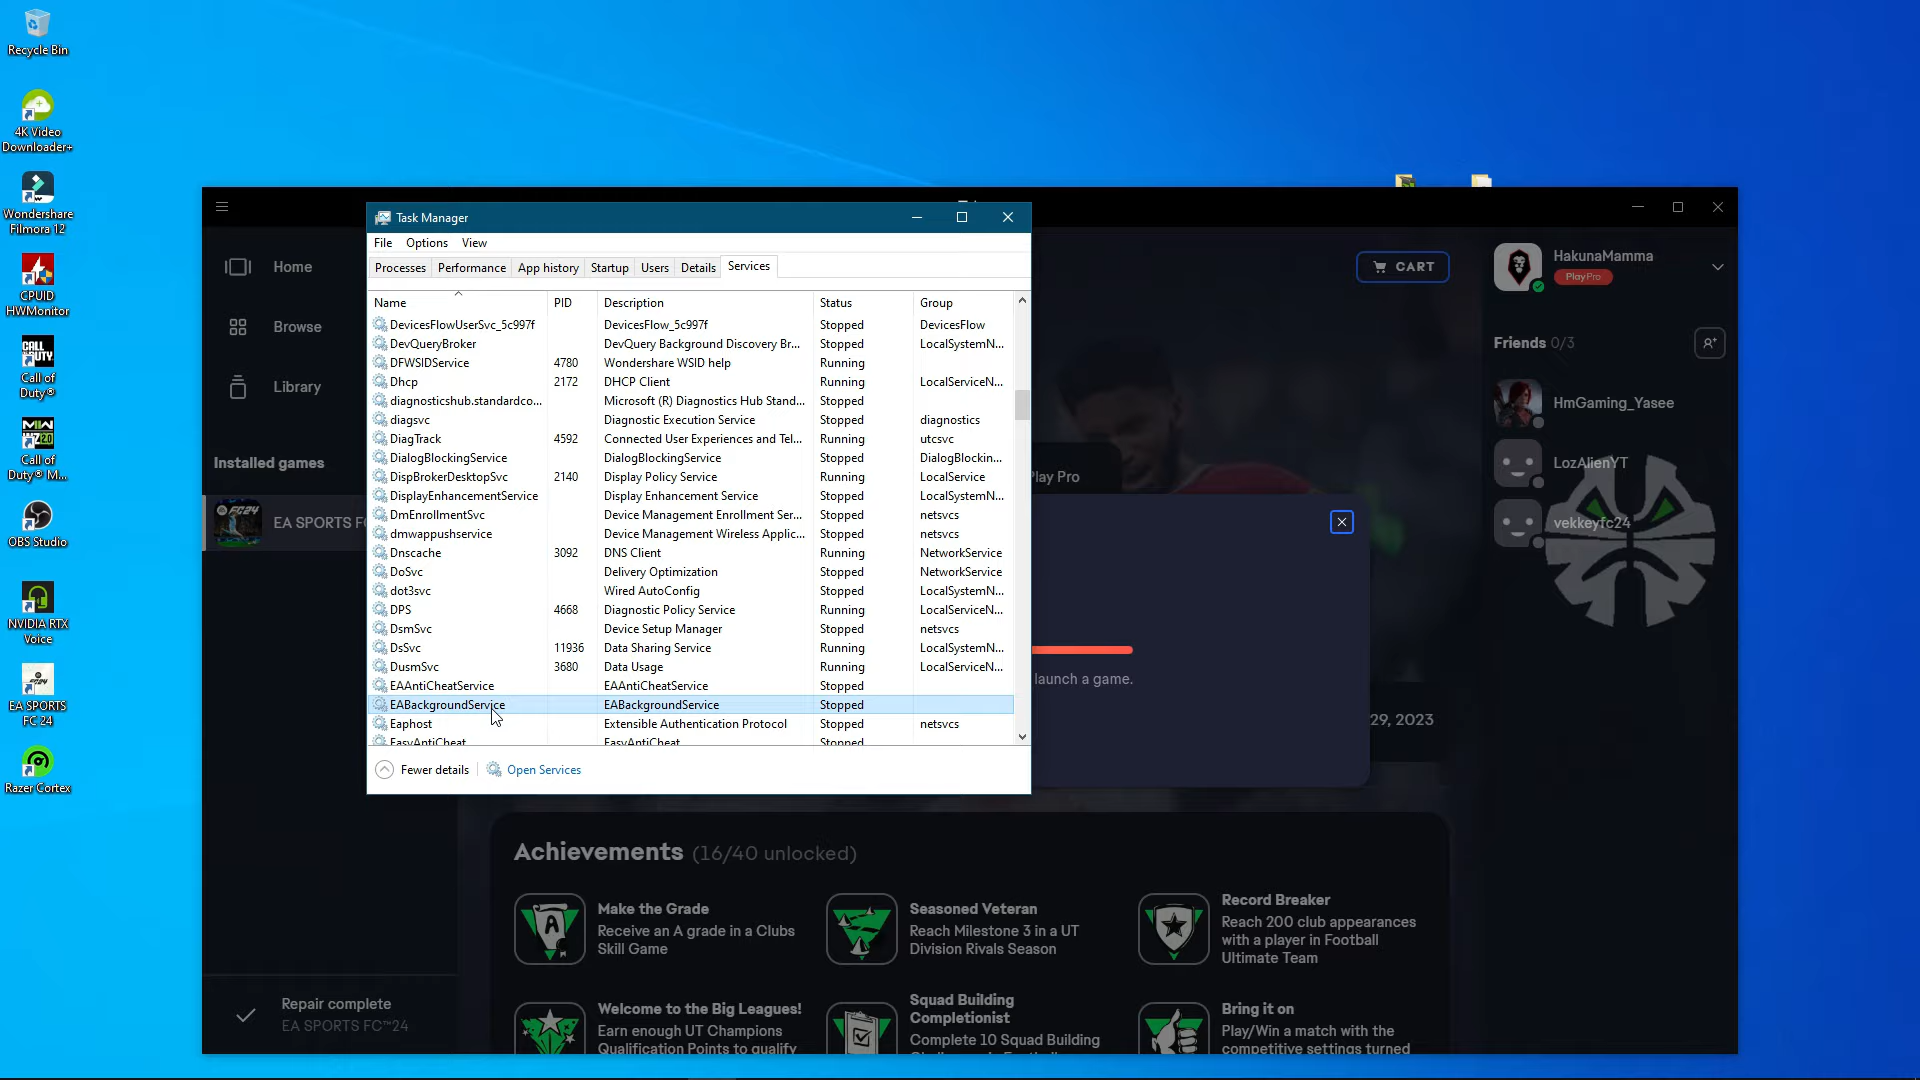 Recycle Bin
4K Video
Downloader+
Wondershare
Filmora 12
CPUID
HWMonitor
Call of
Duty®
Call of
Duty® M...
OBS Studio
NVIDIA RTX
Voice
EA SPORTS
FC 24
Razer Cortex
Home
Browse
Library
Installed games
EA SPORTS F
Repair complete
EA SPORTS FC™24
Task Manager
File Options View
Processes Performance App history Startup Users Details Services
Name PID Description Status Group
DevicesFlowUserSvc_5c997f DevicesFlow_5c997f Stopped DevicesFlow
DevQueryBroker DevQuery Background Discovery Br... Stopped LocalSystemN...
DFWSIDService 4780 Wondershare WSID help Running
Dhcp 2172 DHCP Client Running LocalServiceN...
diagnosticshub.standardco... Microsoft (R) Diagnostics Hub Stand... Stopped
diagsvc Diagnostic Execution Service Stopped diagnostics
DiagTrack 4592 Connected User Experiences and Tel... Running utcsvc
DialogBlockingService DialogBlockingService Stopped DialogBlockin...
DispBrokerDesktopSvc 2140 Display Policy Service Running LocalService
DisplayEnhancementService Display Enhancement Service Stopped LocalSystemN...
DmEnrollmentSvc Device Management Enrollment Ser... Stopped netsvcs
dmwappushservice Device Management Wireless Applic... Stopped netsvcs
Dnscache 3092 DNS Client Running NetworkService
DoSvc Delivery Optimization Stopped NetworkService
dot3svc Wired AutoConfig Stopped LocalSystemN...
DPS 4668 Diagnostic Policy Service Running LocalServiceN...
DsmSvc Device Setup Manager Stopped netsvcs
DsSvc 11936 Data Sharing Service Running LocalSystemN...
DusmSvc 3680 Data Usage Running LocalServiceN...
EAAntiCheatService EAAntiCheatService Stopped
EABackgroundService EABackgroundService Stopped
Eaphost Extensible Authentication Protocol Stopped netsvcs
EasyAntiCheat EasyAntiCheat Stopped
Fewer details Open Services
CART
HakunaMamma
Play Pro
Friends 0/3
HmGaming_Yasee
LozAlienYT
vekkeyfc24
lay Pro
launch a game.
29, 2023
Achievements (16/40 unlocked)
Make the Grade
Receive an A grade in a Clubs
Skill Game
Seasoned Veteran
Reach Milestone 3 in a UT
Division Rivals Season
Record Breaker
Reach 200 club appearances
with a player in Football
Ultimate Team
Welcome to the Big Leagues!
Earn enough UT Champions
Qualification Points to qualify
Squad Building
Completionist
Complete 10 Squad Building
Bring it on
Play/Win a match with the
competitive settings turned